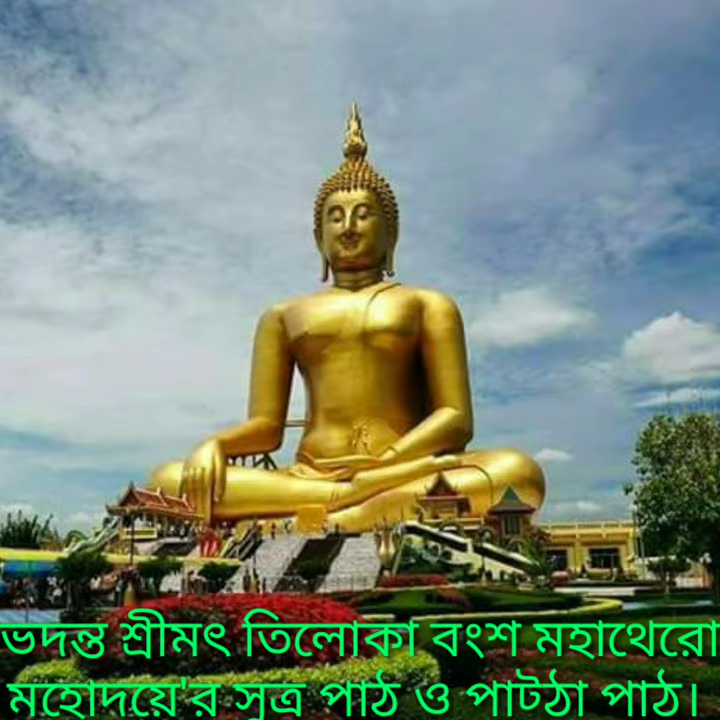 ভদন্ত শ্রীমৎ তিলোকা বংশ মহাথেরো
মহোদয়ে'র সুত্র পাঠ ও পাটঠা পাঠ।